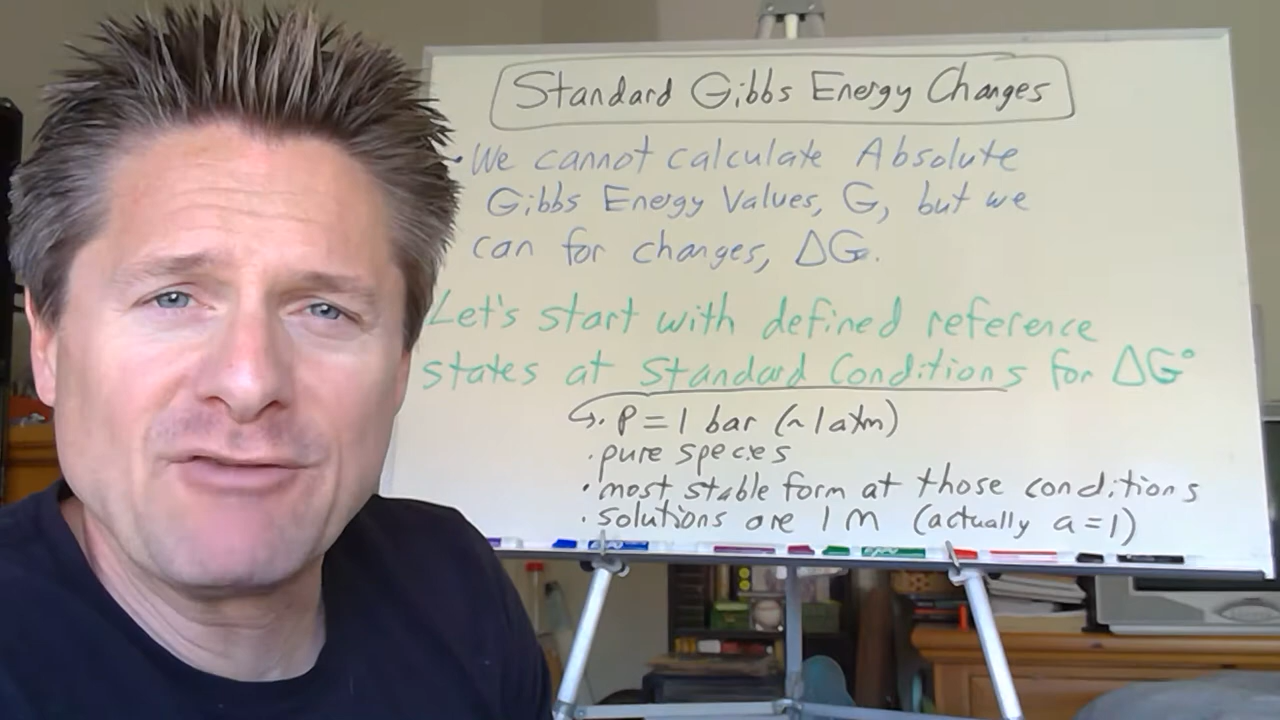 Standard Gibbs Energy Changes
• We cannot calculate Absolute
Gibbs Energy Values, G, but we
can for changes, ΔG.
Let's start with defined reference
states at Standard Conditions for ΔG°
↳• P = 1 bar (~1atm)
• pure species
• most stable form at those conditions
• solutions are 1 M (actually a=1)
EXPO